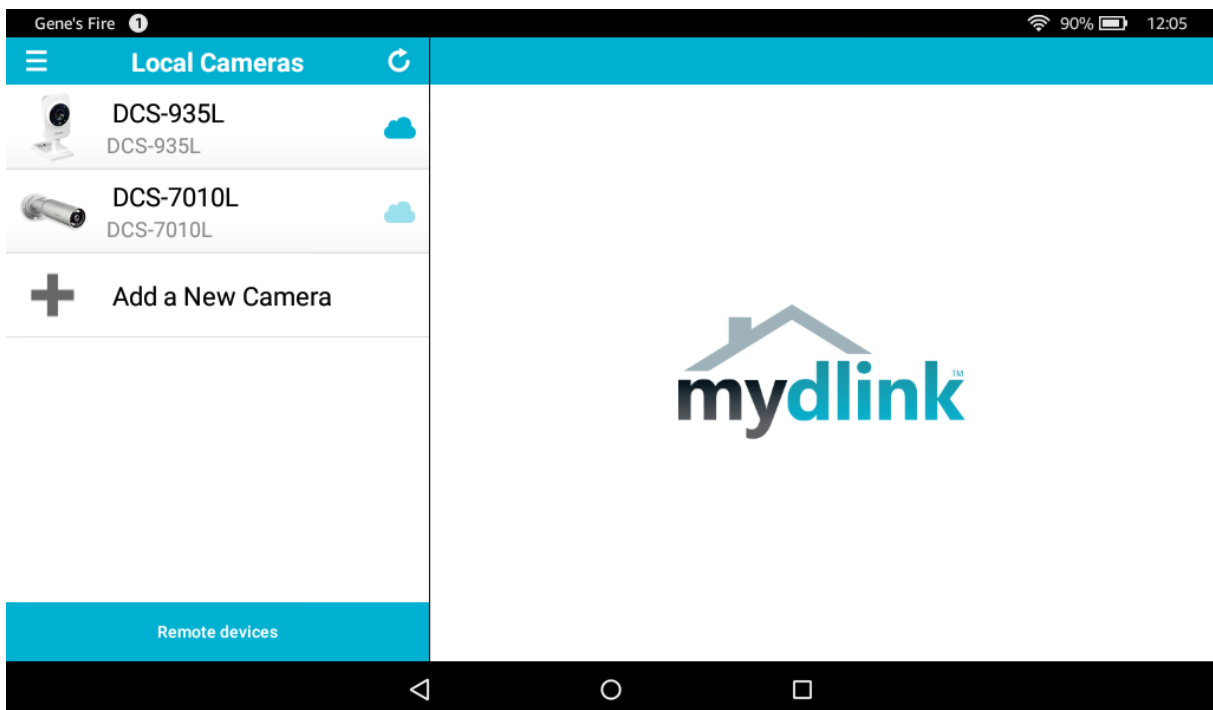 Gene's Fire 1 90% 12:05
Local Cameras
DCS-935L
DCS-935L
DCS-7010L
DCS-7010L
Add a New Camera
mydlink™
Remote devices